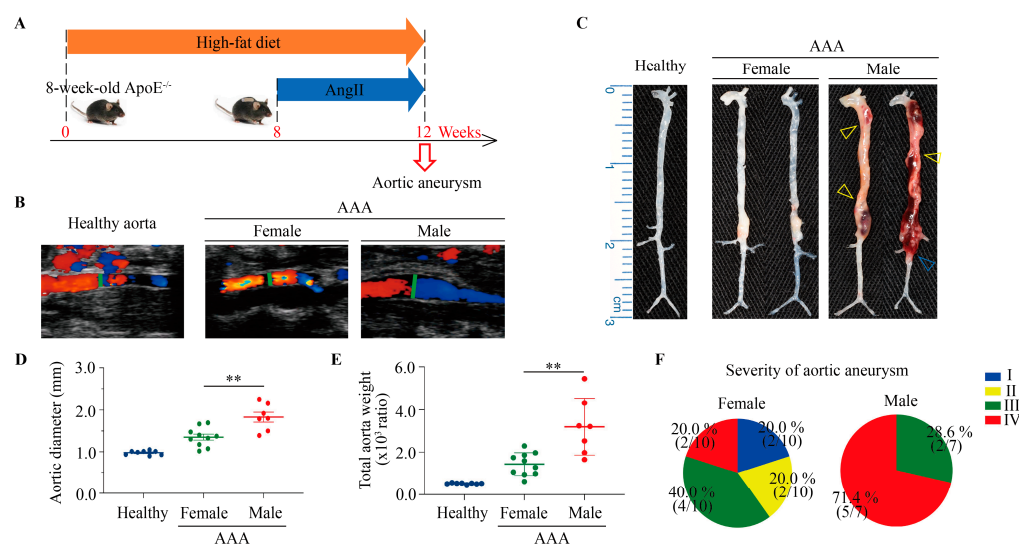 A
High-fat diet
8-week-old ApoE-/-
AngII
0
8
12 Weeks
Aortic aneurysm
B
Healthy aorta
AAA
Female
Male
C
AAA
Healthy
Female
Male
0
1
2
3
cm
D
Aortic diameter (mm)
3.0
2.0
1.0
0.0
**
Healthy
Female
Male
AAA
E
Total aorta weight
(x 10³ ratio)
6.0
4.0
2.0
0.0
**
Healthy
Female
Male
AAA
F
Severity of aortic aneurysm
Female
Male
I
II
III
IV
20.0 %
(2/10)
20.0 %
(2/10)
20.0 %
(2/10)
40.0 %
(4/10)
28.6 %
(2/7)
71.4 %
(5/7)